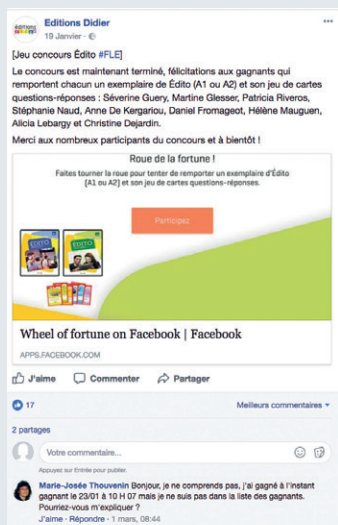 Editions Didier
19 Janvier ·
[Jeu concours Édito #FLE]
Le concours est maintenant terminé, félicitations aux gagnants qui
remportent chacun un exemplaire de Édito (A1 ou A2) et son jeu de cartes
questions-réponses : Séverine Guery, Martine Glesser, Patricia Riveros,
Stéphanie Naud, Anne De Kergariou, Daniel Fromageot, Hélène Mauguen,
Alicia Lebargy et Christine Dejardin.
Merci aux nombreux participants du concours et à bientôt !
Roue de la fortune !
Faites tourner la roue pour tenter de remporter un exemplaire d'Édito
[A1 ou A2] et son jeu de cartes questions-réponses.
Participez
EDITO EDITO
Wheel of fortune on Facebook | Facebook
APPS.FACEBOOK.COM
J'aime Commenter Partager
17 Meilleurs commentaires
2 partages
Votre commentaire...
Appuyez sur Entrée pour publier.
Marie-Josée Thouvenin Bonjour, je ne comprends pas, j'ai gagné à l'instant
gagnant le 23/01 à 10 H 07 mais je ne suis pas dans la liste des gagnants.
Pourriez-vous m'expliquer ?
J'aime · Répondre · 1 mars, 08:44